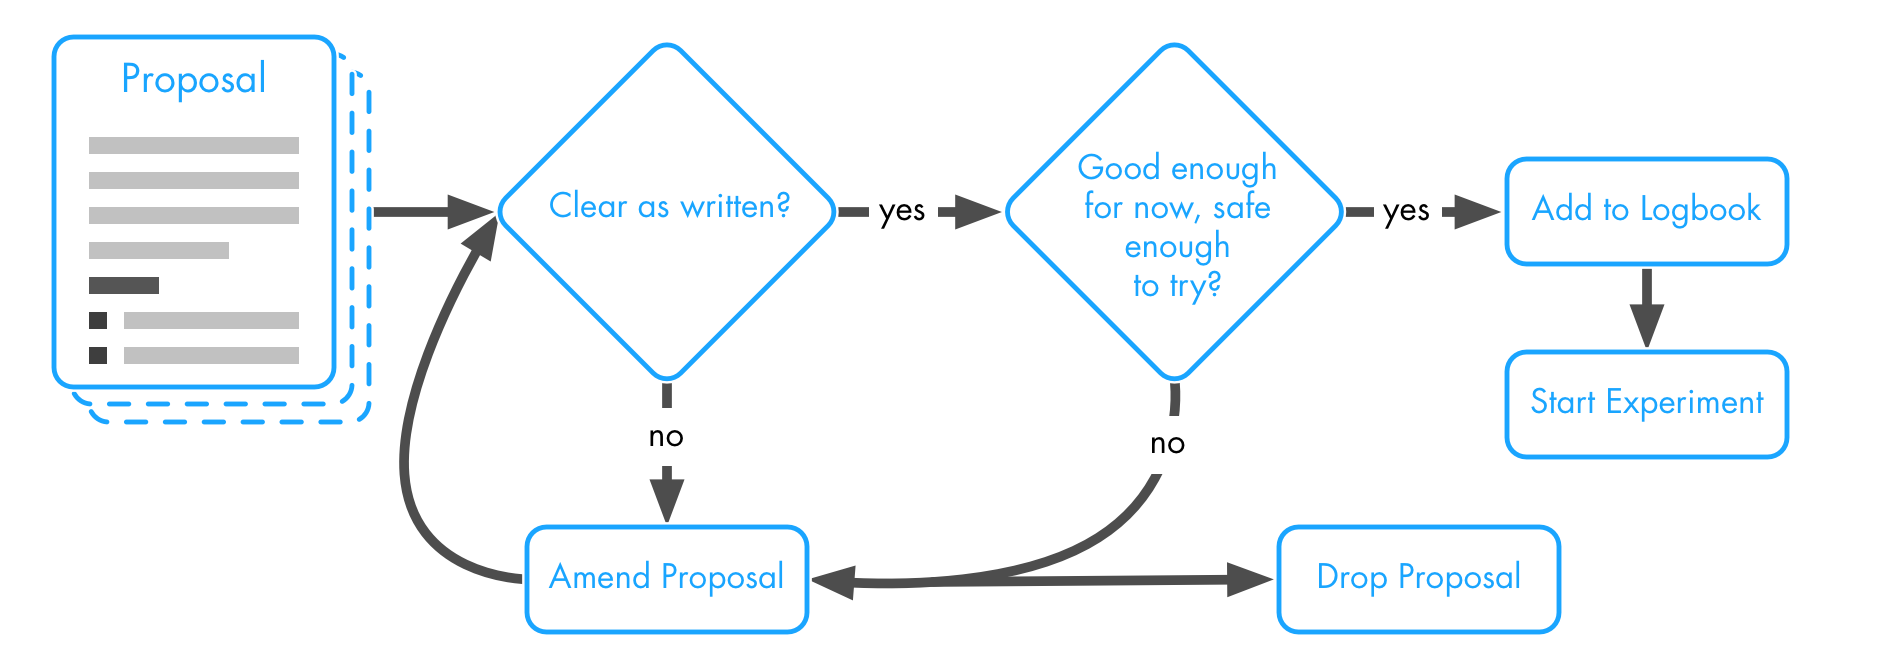 Proposal
Clear as written?
yes
Good enough
for now, safe
enough
to try?
yes
Add to Logbook
Start Experiment
no
no
Amend Proposal
Drop Proposal